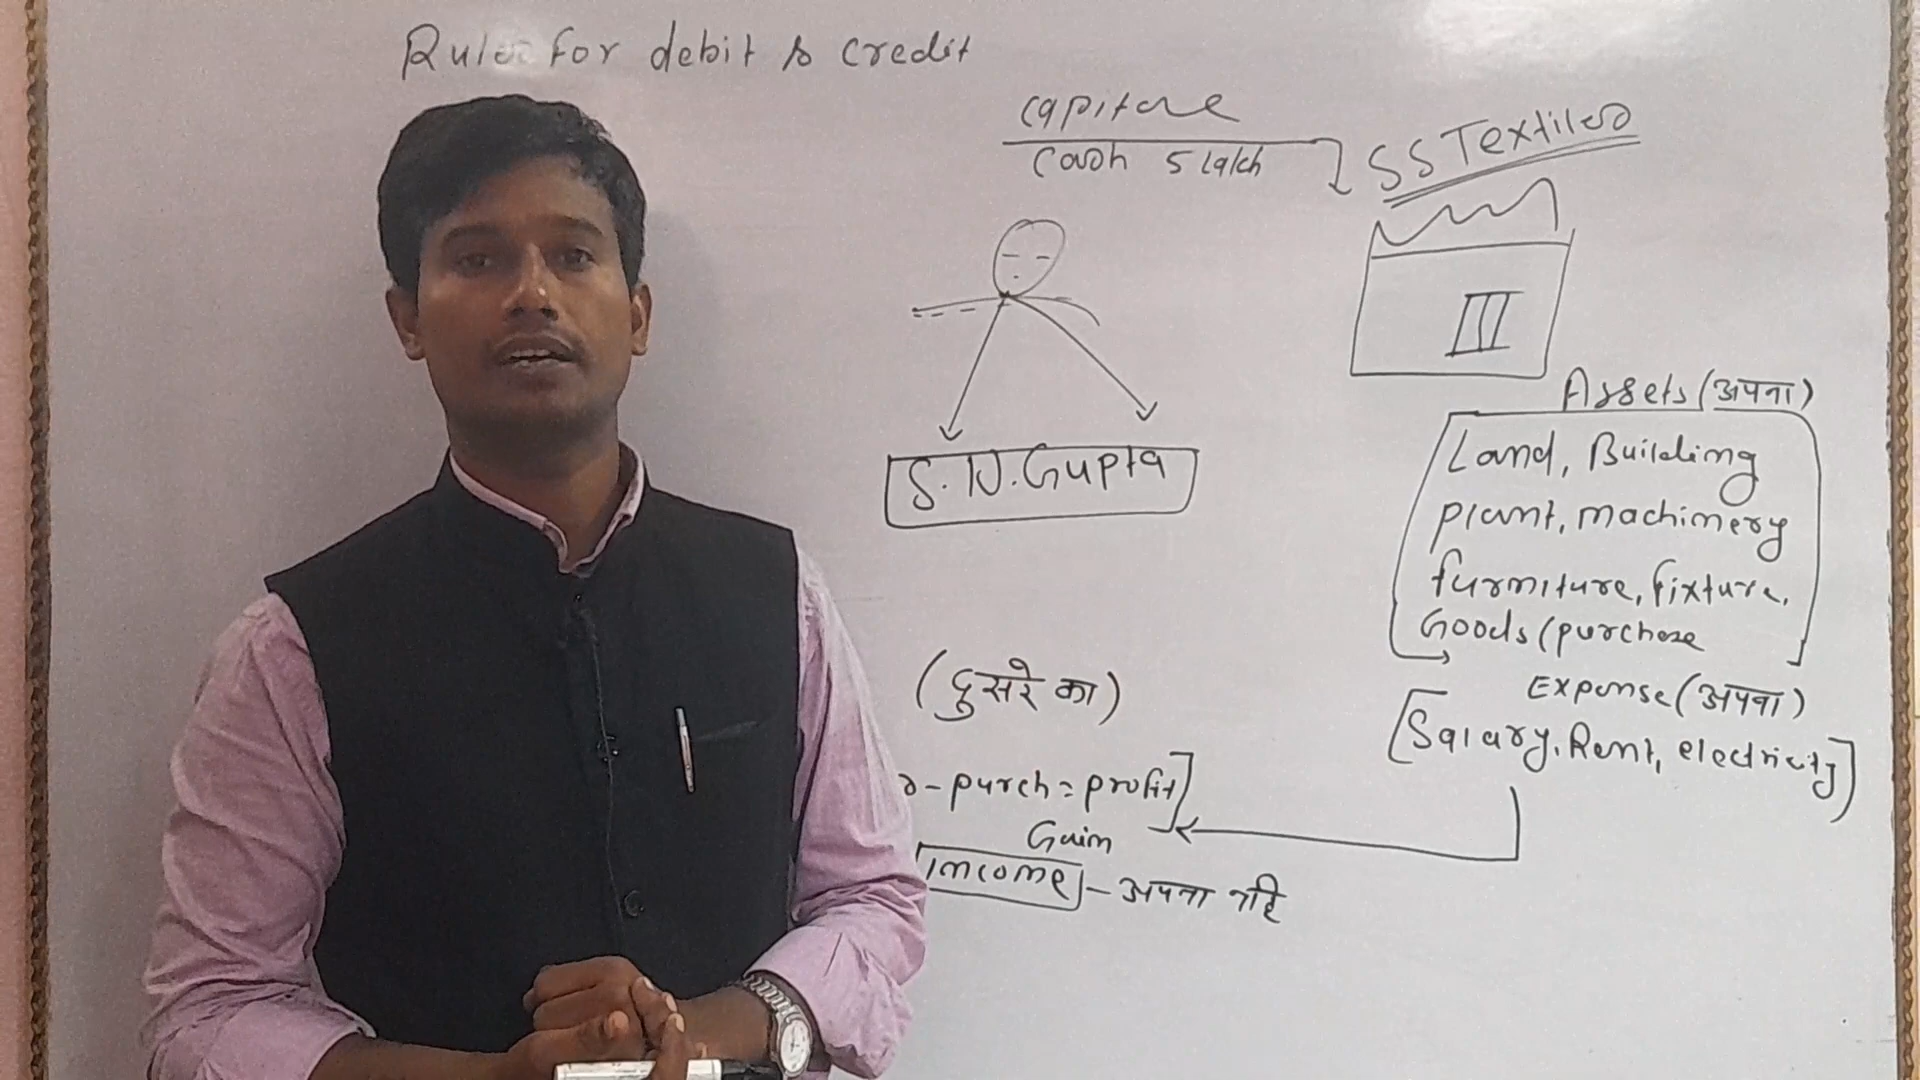 Rules for debit & credit
capital
cash 5 lakh
SS Textiles
S.N.Gupta
Assets (अपना)
Land, Building
plant, machinery
furniture, fixture,
Goods (purchase
Expense (अपना)
Salary, Rent, electricity
(दुसरे का)
- purch = profit
Gain
Income - अपना नहि